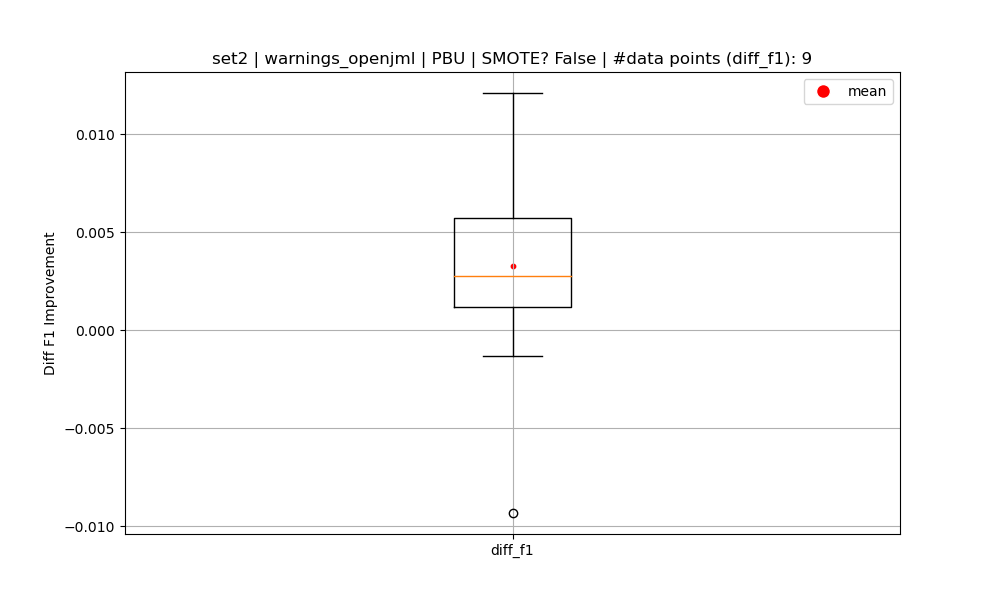 set2 | warnings_openjml | PBU | SMOTE? False | #data points (diff_f1): 9
mean
0.010
0.005
0.000
−0.005
−0.010
Diff F1 Improvement
diff_f1